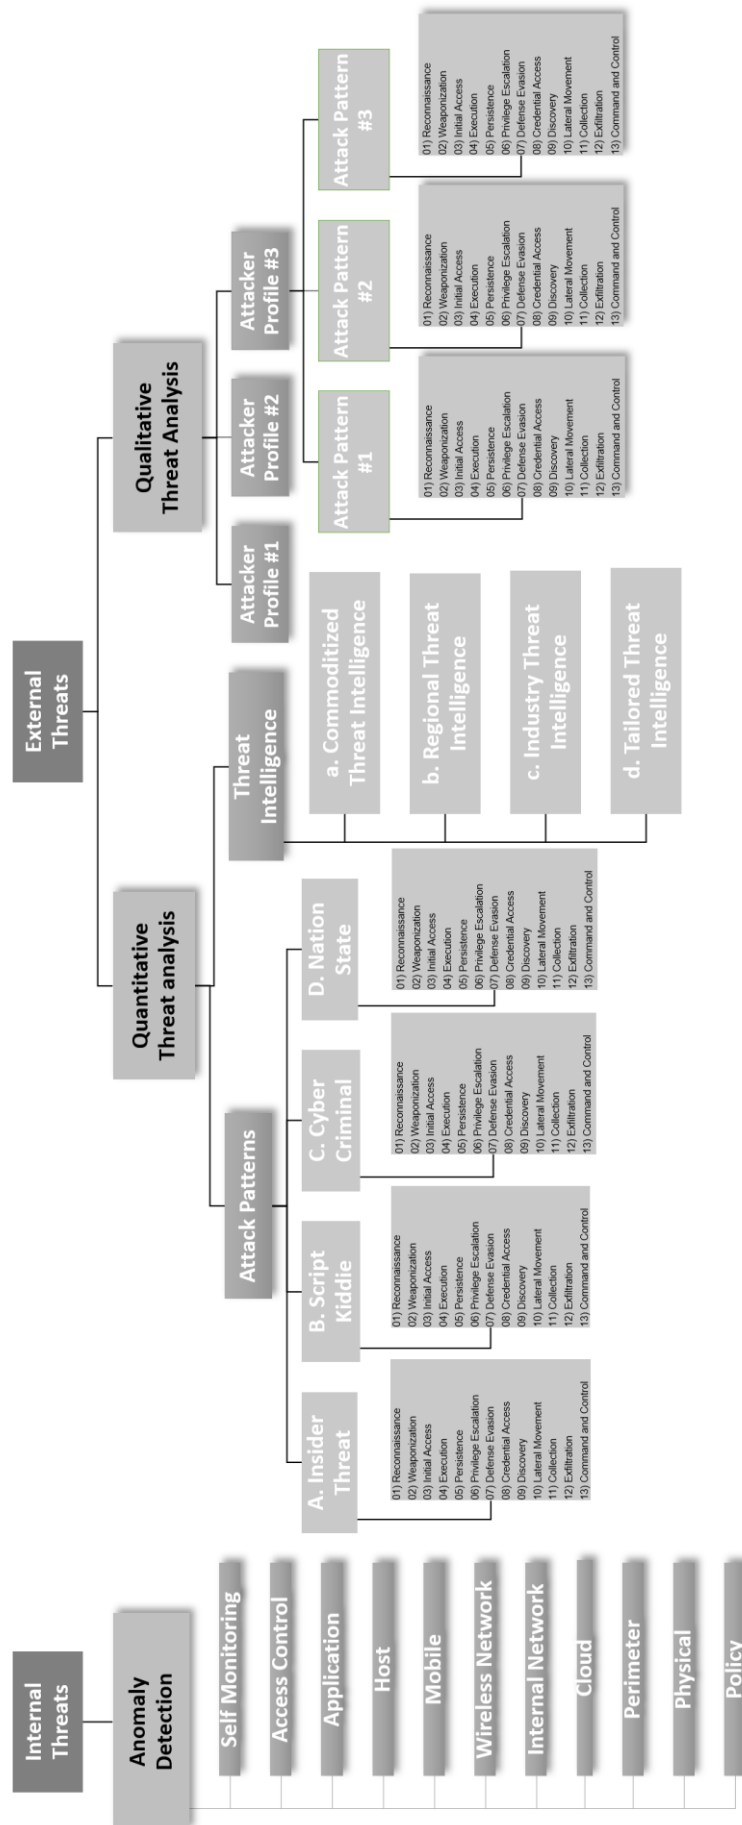 Internal
Threats
Anomaly
Detection
Self Monitoring
Access Control
Application
Host
Mobile
Wireless Network
Internal Network
Cloud
Perimeter
Physical
Policy
External
Threats
Quantitative
Threat analysis
Attack Patterns
A. Insider
Threat
01) Reconnaissance
02) Weaponization
03) Initial Access
04) Execution
05) Persistence
06) Privilege Escalation
07) Defense Evasion
08) Credential Access
09) Discovery
10) Lateral Movement
11) Collection
12) Exfiltration
13) Command and Control
B. Script
Kiddie
01) Reconnaissance
02) Weaponization
03) Initial Access
04) Execution
05) Persistence
06) Privilege Escalation
07) Defense Evasion
08) Credential Access
09) Discovery
10) Lateral Movement
11) Collection
12) Exfiltration
13) Command and Control
C. Cyber
Criminal
01) Reconnaissance
02) Weaponization
03) Initial Access
04) Execution
05) Persistence
06) Privilege Escalation
07) Defense Evasion
08) Credential Access
09) Discovery
10) Lateral Movement
11) Collection
12) Exfiltration
13) Command and Control
D. Nation
State
01) Reconnaissance
02) Weaponization
03) Initial Access
04) Execution
05) Persistence
06) Privilege Escalation
07) Defense Evasion
08) Credential Access
09) Discovery
10) Lateral Movement
11) Collection
12) Exfiltration
13) Command and Control
Threat
Intelligence
a. Commoditized
Threat Intelligence
b. Regional Threat
Intelligence
c. Industry Threat
Intelligence
d. Tailored Threat
Intelligence
Qualitative
Threat Analysis
Attacker
Profile #1
Attacker
Profile #2
Attacker
Profile #3
Attack Pattern
#1
01) Reconnaissance
02) Weaponization
03) Initial Access
04) Execution
05) Persistence
06) Privilege Escalation
07) Defense Evasion
08) Credential Access
09) Discovery
10) Lateral Movement
11) Collection
12) Exfiltration
13) Command and Control
Attack Pattern
#2
01) Reconnaissance
02) Weaponization
03) Initial Access
04) Execution
05) Persistence
06) Privilege Escalation
07) Defense Evasion
08) Credential Access
09) Discovery
10) Lateral Movement
11) Collection
12) Exfiltration
13) Command and Control
Attack Pattern
#3
01) Reconnaissance
02) Weaponization
03) Initial Access
04) Execution
05) Persistence
06) Privilege Escalation
07) Defense Evasion
08) Credential Access
09) Discovery
10) Lateral Movement
11) Collection
12) Exfiltration
13) Command and Control